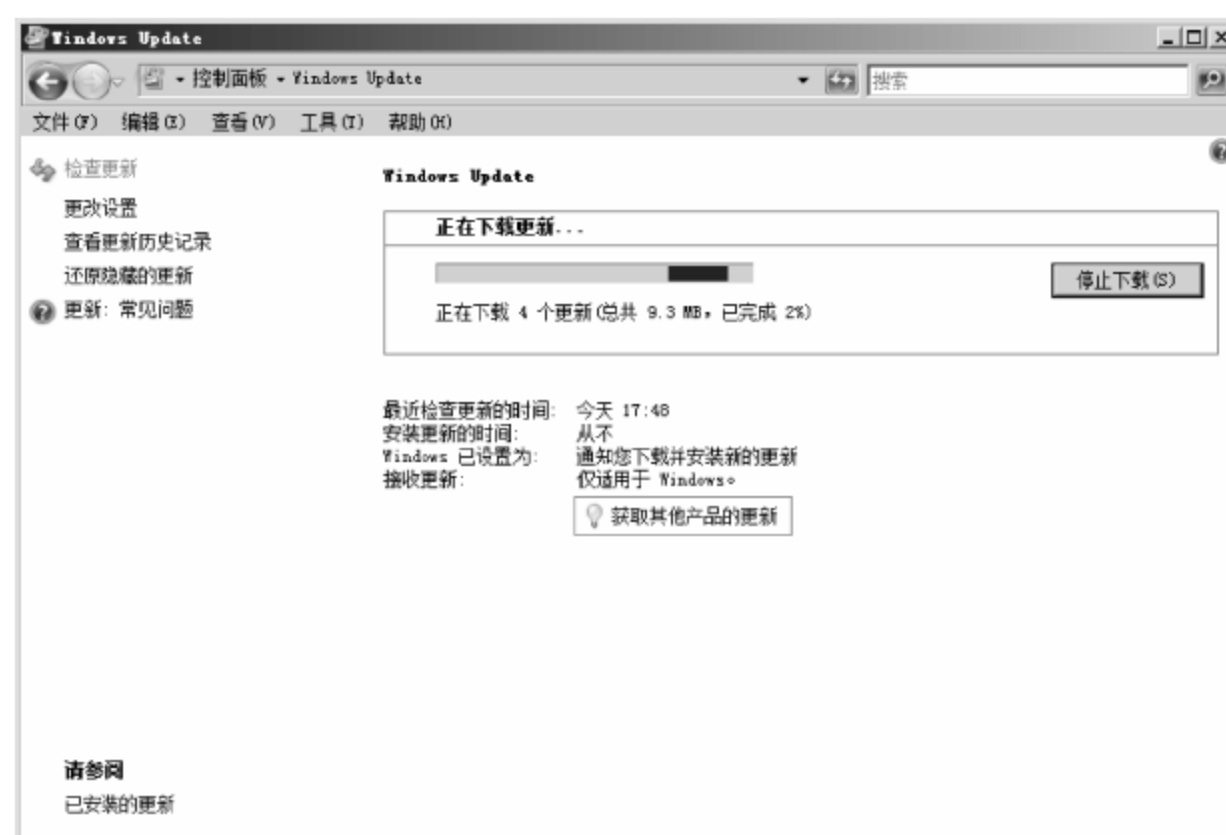 Windows Update
控制面板 Windows Update
搜索
文件(F) 编辑(E) 查看(V) 工具(T) 帮助(H)
检查更新
更改设置
查看更新历史记录
还原隐藏的更新
更新: 常见问题
Windows Update
正在下载更新...
停止下载(S)
正在下载 4 个更新(总共 9.3 MB，已完成 2%)
最近检查更新的时间: 今天 17:48
安装更新的时间: 从不
Windows 已设置为: 通知您下载并安装新的更新
接收更新: 仅适用于 Windows。
获取其他产品的更新
请参阅
已安装的更新